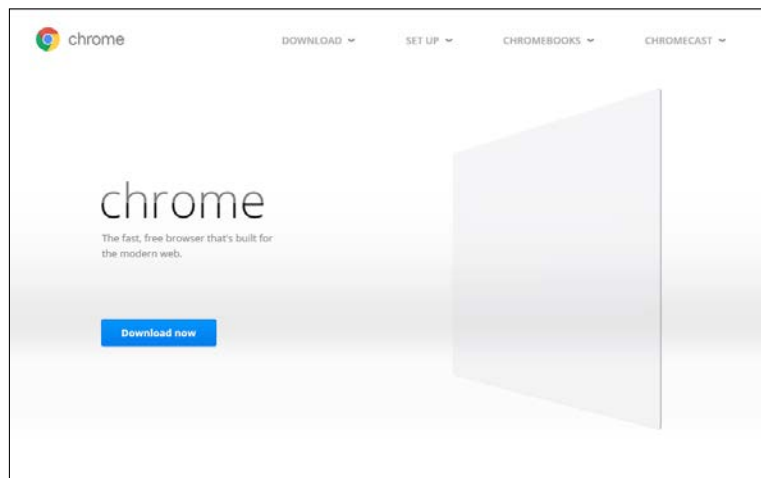 chrome DOWNLOAD SET UP CHROMEBOOKS CHROMECAST
chrome
The fast, free browser that's built for
the modern web.
Download now